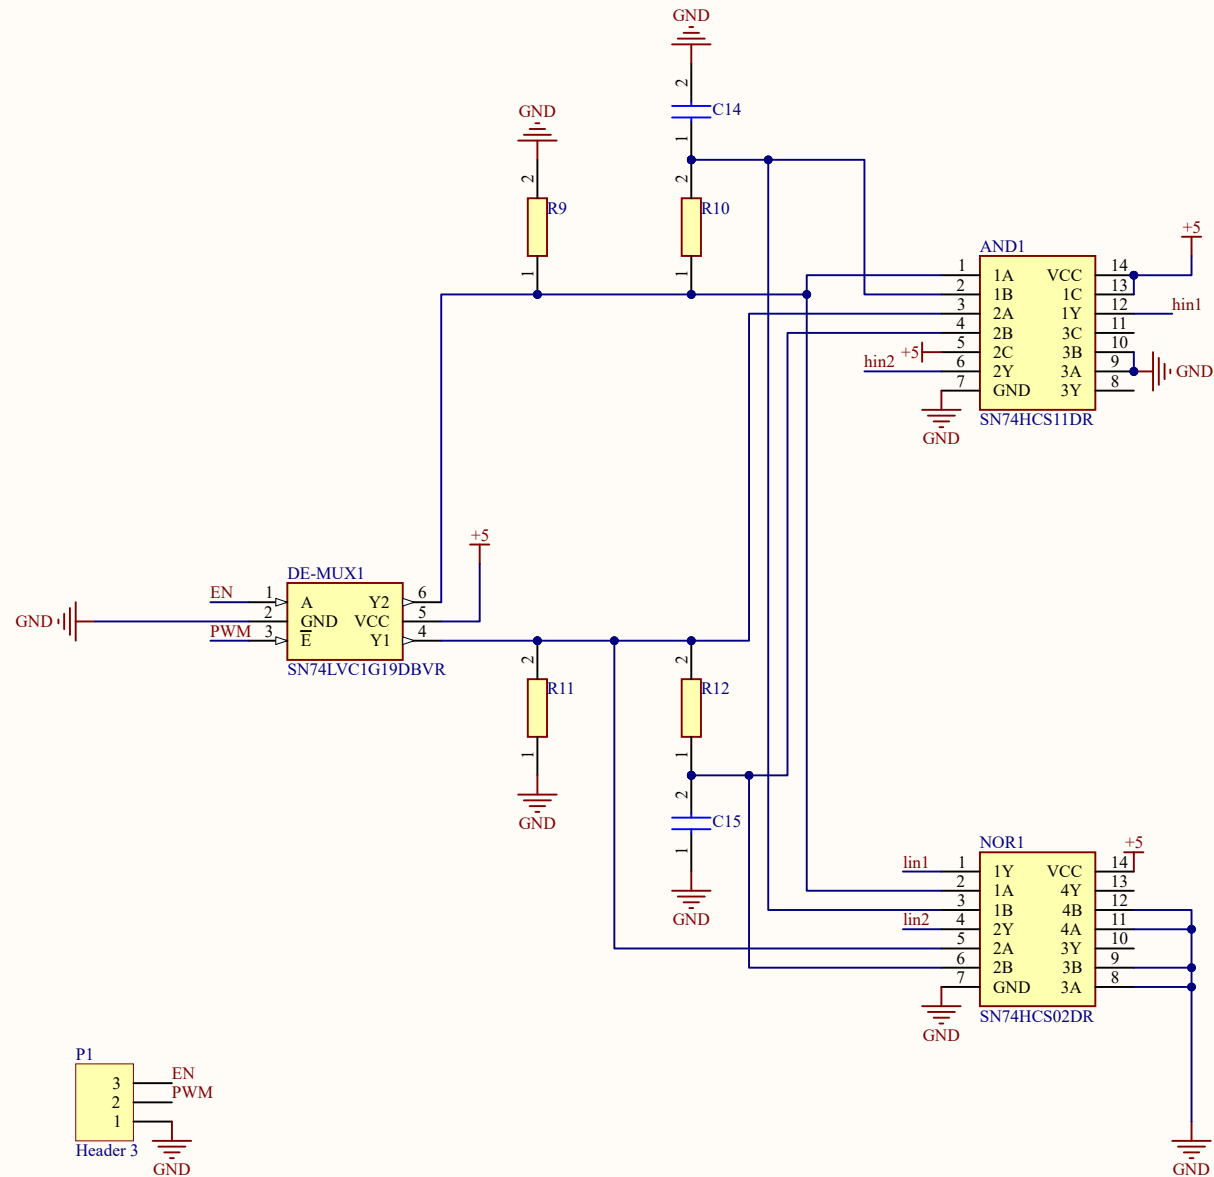 GND
2
C14
1
GND
2
R9
1
2
R10
1
AND1
+5
1 1A VCC 14
2 1B 1C 13
3 2A 1Y 12 hin1
4 2B 3C 11
+5 5 2C 3B 10
hin2 6 2Y 3A 9 GND
7 GND 3Y 8
GND
SN74HCS11DR
+5
DE-MUX1
EN 1 A Y2 6
GND 2 GND VCC 5
PWM 3 E Y1 4
SN74LVC1G19DBVR
2
R11
1
GND
2
R12
1
2
C15
1
GND
NOR1
+5
lin1 1 1Y VCC 14
2 1A 4Y 13
3 1B 4B 12
lin2 4 2Y 4A 11
5 2A 3Y 10
6 2B 3B 9
7 GND 3A 8
GND
SN74HCS02DR
P1
3 EN
2 PWM
1
Header 3
GND
GND